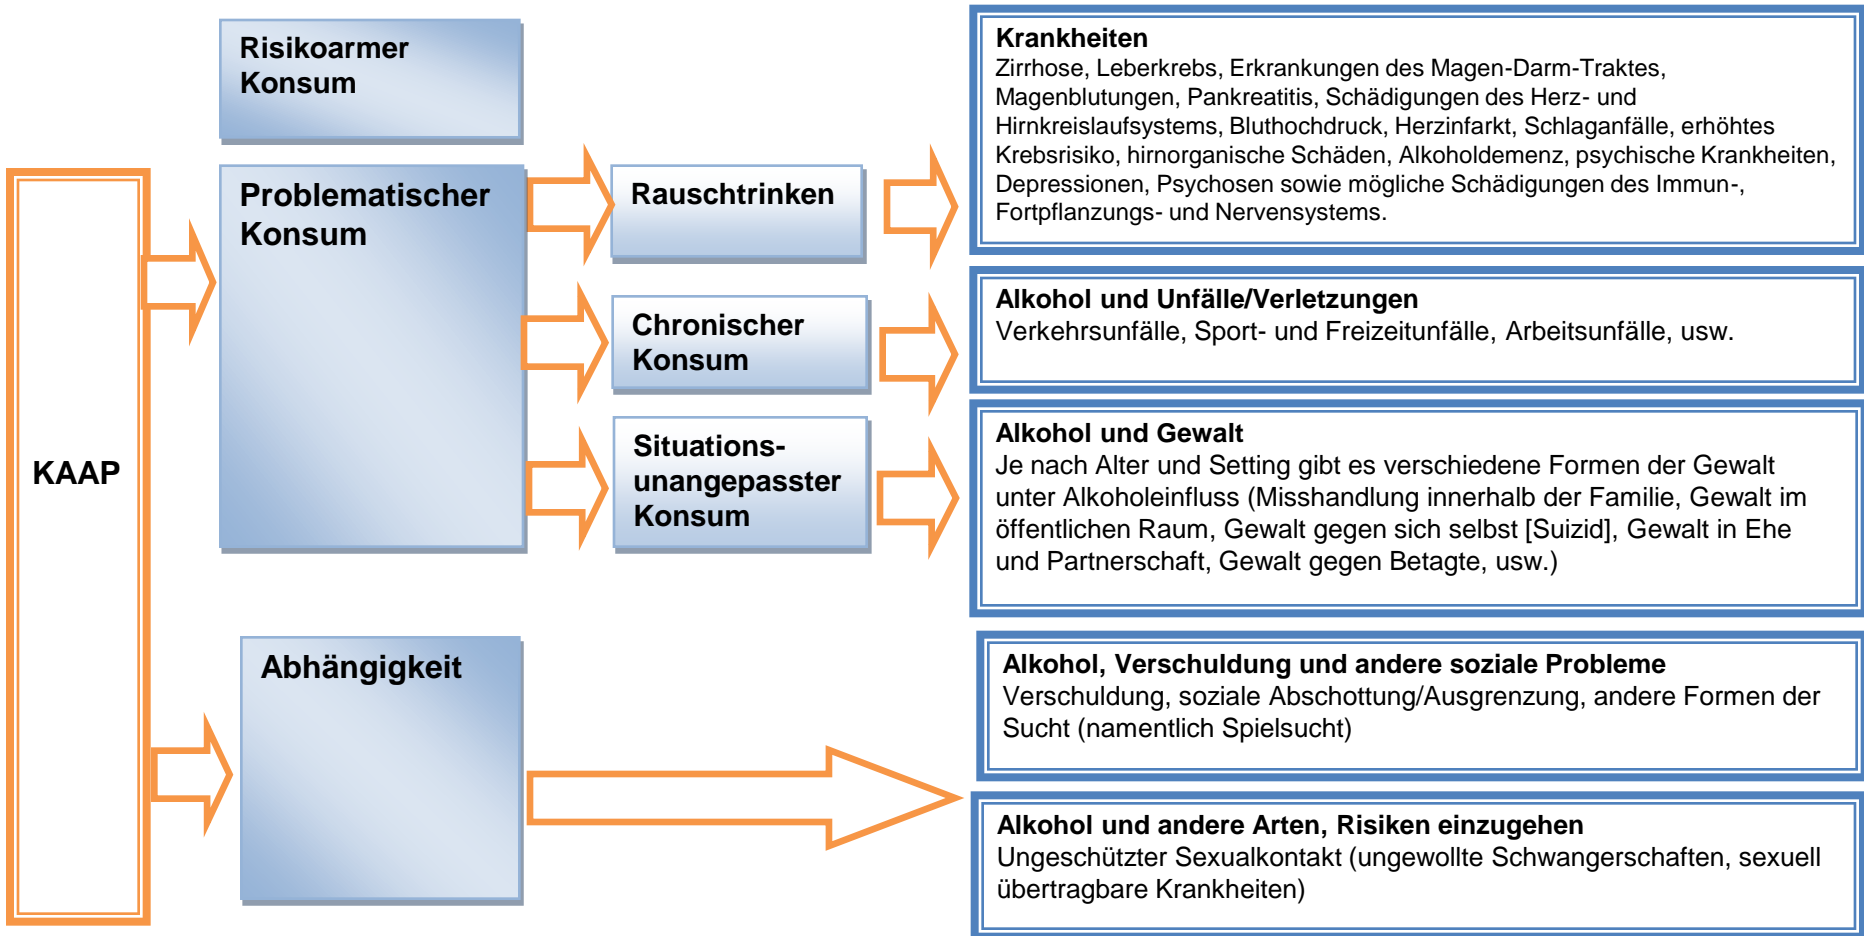 KAAP
Risikoarmer
Konsum
Problematischer
Konsum
Abhängigkeit
Rauschtrinken
Chronischer
Konsum
Situations-
unangepasster
Konsum
Krankheiten
Zirrhose, Leberkrebs, Erkrankungen des Magen-Darm-Traktes,
Magenblutungen, Pankreatitis, Schädigungen des Herz- und
Hirnkreislaufsystems, Bluthochdruck, Herzinfarkt, Schlaganfälle, erhöhtes
Krebsrisiko, hirnorganische Schäden, Alkoholdemenz, psychische Krankheiten,
Depressionen, Psychosen sowie mögliche Schädigungen des Immun-,
Fortpflanzungs- und Nervensystems.
Alkohol und Unfälle/Verletzungen
Verkehrsunfälle, Sport- und Freizeitunfälle, Arbeitsunfälle, usw.
Alkohol und Gewalt
Je nach Alter und Setting gibt es verschiedene Formen der Gewalt
unter Alkoholeinfluss (Misshandlung innerhalb der Familie, Gewalt im
öffentlichen Raum, Gewalt gegen sich selbst [Suizid], Gewalt in Ehe
und Partnerschaft, Gewalt gegen Betagte, usw.)
Alkohol, Verschuldung und andere soziale Probleme
Verschuldung, soziale Abschottung/Ausgrenzung, andere Formen der
Sucht (namentlich Spielsucht)
Alkohol und andere Arten, Risiken einzugehen
Ungeschützter Sexualkontakt (ungewollte Schwangerschaften, sexuell
übertragbare Krankheiten)